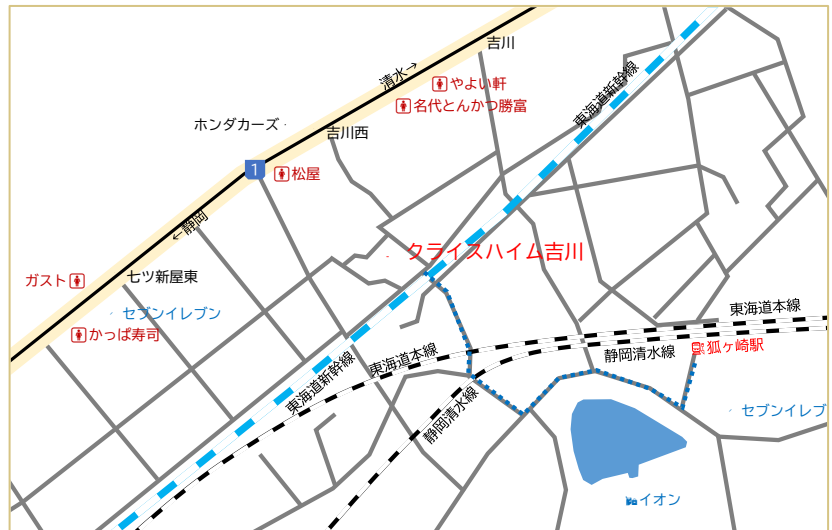 吉川
清水→
やよい軒
名代とんかつ勝富
東海道新幹線
ホンダカーズ
吉川西
1
松屋
←静岡
クライスハイム吉川
ガスト
七ツ新屋東
セブンイレブン
かっぱ寿司
東海道本線
東海道新幹線
東海道本線
静岡清水線
狐ヶ崎駅
静岡清水線
セブンイレブ
イオン